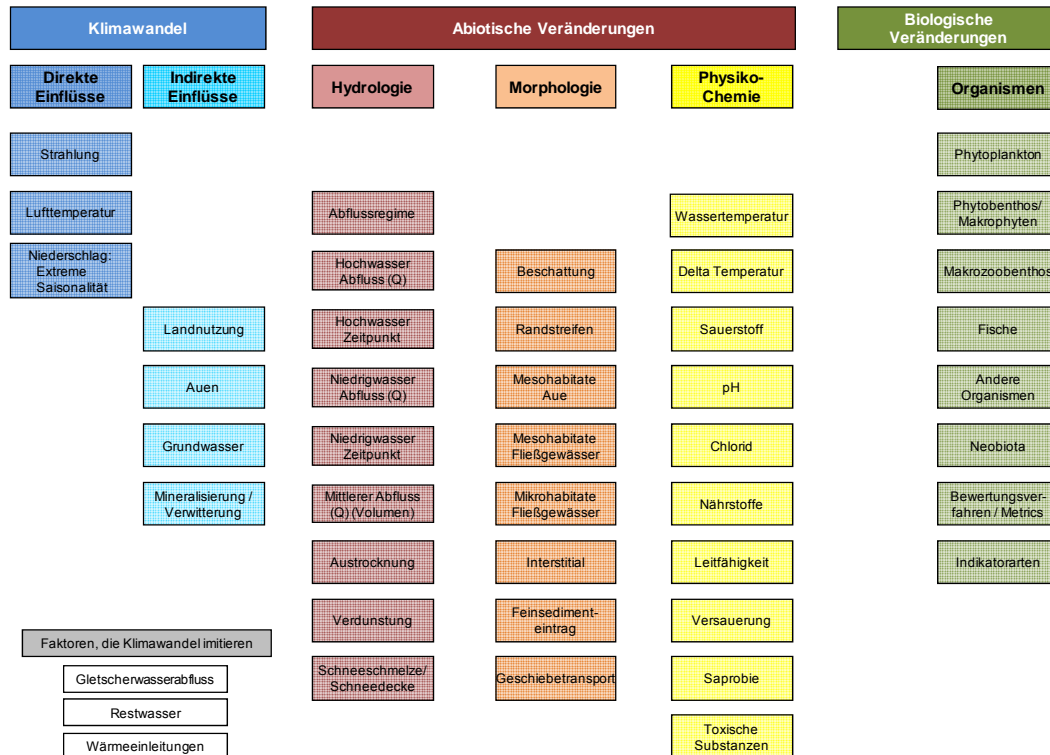 Klimawandel
Abiotische Veränderungen
Biologische
Veränderungen
Direkte
Einflüsse
Indirekte
Einflüsse
Hydrologie
Morphologie
Physiko-
Chemie
Organismen
Strahlung
Lufttemperatur
Niederschlag:
Extreme
Saisonalität
Landnutzung
Auen
Grundwasser
Mineralisierung /
Verwitterung
Abflussregime
Hochwasser
Abfluss (Q)
Hochwasser
Zeitpunkt
Niedrigwasser
Abfluss (Q)
Niedrigwasser
Zeitpunkt
Mittlerer Abfluss
(Q) (Volumen)
Austrocknung
Verdunstung
Schneeschmelze/
Schneedecke
Beschattung
Randstreifen
Mesohabitate
Aue
Mesohabitate
Fließgewässer
Mikrohabitate
Fließgewässer
Interstitial
Feinsediment-
eintrag
Geschiebetransport
Wassertemperatur
Delta Temperatur
Sauerstoff
pH
Chlorid
Nährstoffe
Leitfähigkeit
Versauerung
Saprobie
Toxische
Substanzen
Phytoplankton
Phytobenthos/
Makrophyten
Makrozoobenthos
Fische
Andere
Organismen
Neobiota
Bewertungsver-
fahren / Metrics
Indikatorarten
Faktoren, die Klimawandel imitieren
Gletscherwasserabfluss
Restwasser
Wärmeeinleitungen